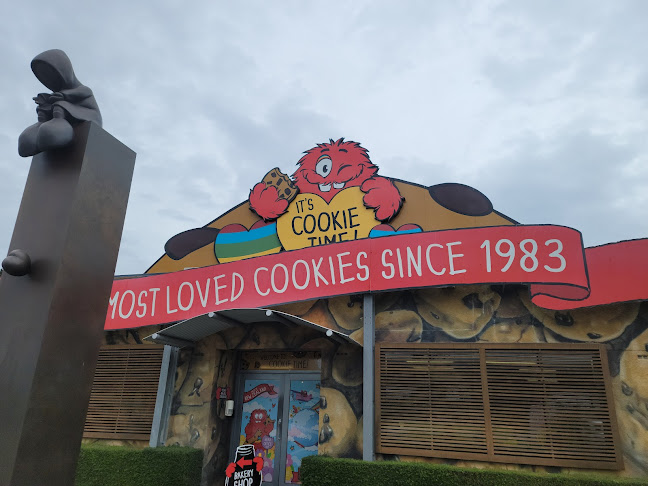 IT'S
COOKIE
TIME!
MOST LOVED COOKIES SINCE 1983
BAKERY
SHOP